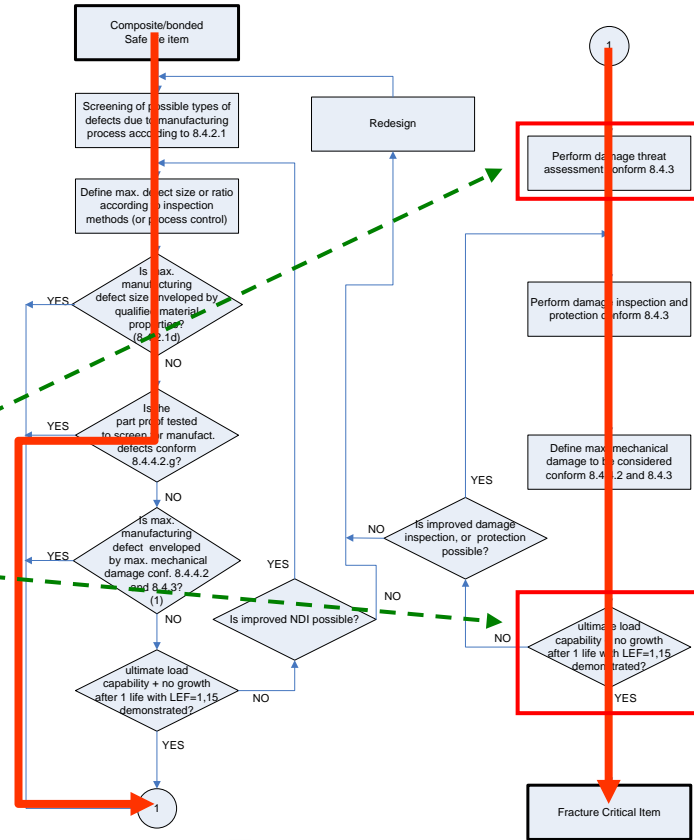 Composite/bonded
Safe item
Screening of possible types of
defects due to manufacturing
process according to 8.4.2.1
Define max. defect size or ratio
according to inspection
methods (or process control)
Is max.
manufacturing
defect size enveloped by
qualified material
properties?
YES
NO
Is the
part proof tested
to screen for manufact.
defects conform
8.4.4.2.g?
YES
NO
Is max.
manufacturing
defect enveloped
by max. mechanical
damage conf. 8.4.4.2
and 8.4.3?
(1)
YES
NO
ultimate load
capability + no growth
after 1 life with LEF=1,15
demonstrated?
NO
YES
1
Is improved NDI possible?
YES
NO
Redesign
Is improved damage
inspection, or protection
possible?
YES
NO
1
Perform damage threat
assessment conform 8.4.3
Perform damage inspection and
protection conform 8.4.3
Define max. mechanical
damage to be considered
conform 8.4.4.2 and 8.4.3
ultimate load
capability + no growth
after 1 life with LEF=1,15
demonstrated?
NO
YES
Fracture Critical Item